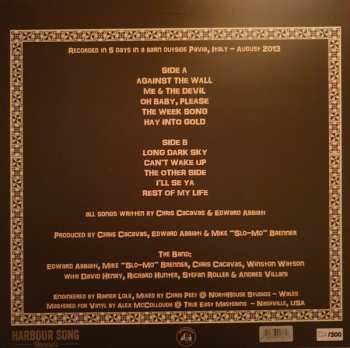 Recorded in 5 days in a barn outside Pavia, Italy – August 2013
SIDE A
AGAINST THE WALL
ME & THE DEVIL
OH BABY, PLEASE
THE WEEK SONG
HAY INTO GOLD
SIDE B
LONG DARK SKY
CAN'T WAKE UP
THE OTHER SIDE
I'LL SE YA
REST OF MY LIFE
all songs written by Chris Cacavas & Edward Abbiati
Produced by Chris Cacavas, Edward Abbiati & Mike "Slo-Mo" Brenner
The Band:
Edward Abbiati, Mike "Slo-Mo" Brenner, Chris Cacavas, Winston Watson
with David Henry, Richard Hunter, Stefan Roller & Andres Villani
Engineered by Rainer Lolk, Mixed by Chris Peet @ NorthHouse Studios – Wales
Mastered for Vinyl by Alex McCollough @ True East Mastering – Nashville, USA
HARBOUR SONG
/300